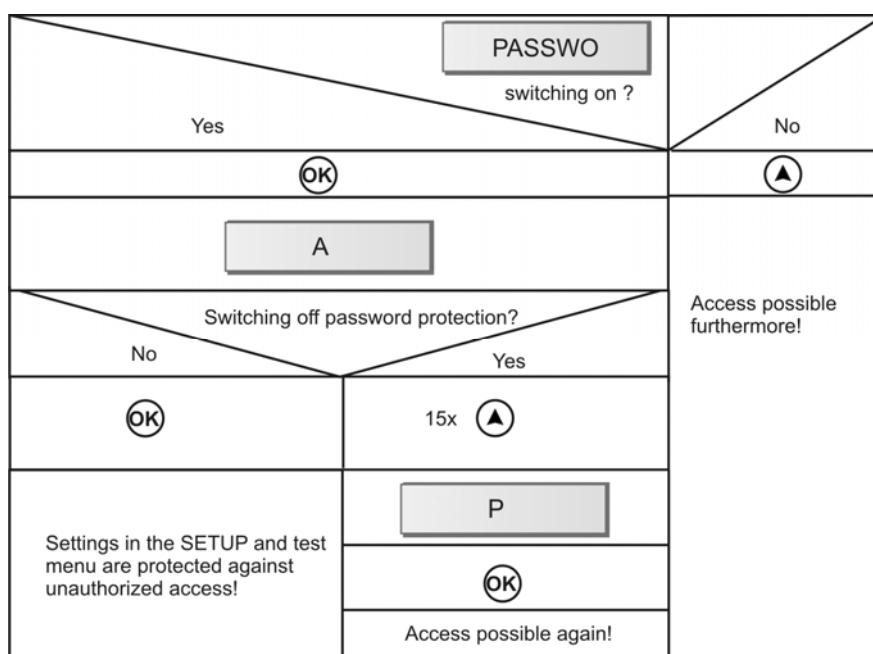 PASSWO
switching on ?
Yes
No
OK
A
Switching off password protection?
No
Yes
Access possible
furthermore!
OK
15x
P
Settings in the SETUP and test
menu are protected against
unauthorized access!
OK
Access possible again!